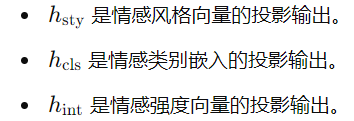 • h_sty 是情感风格向量的投影输出。
• h_cls 是情感类别嵌入的投影输出。
• h_int 是情感强度向量的投影输出。